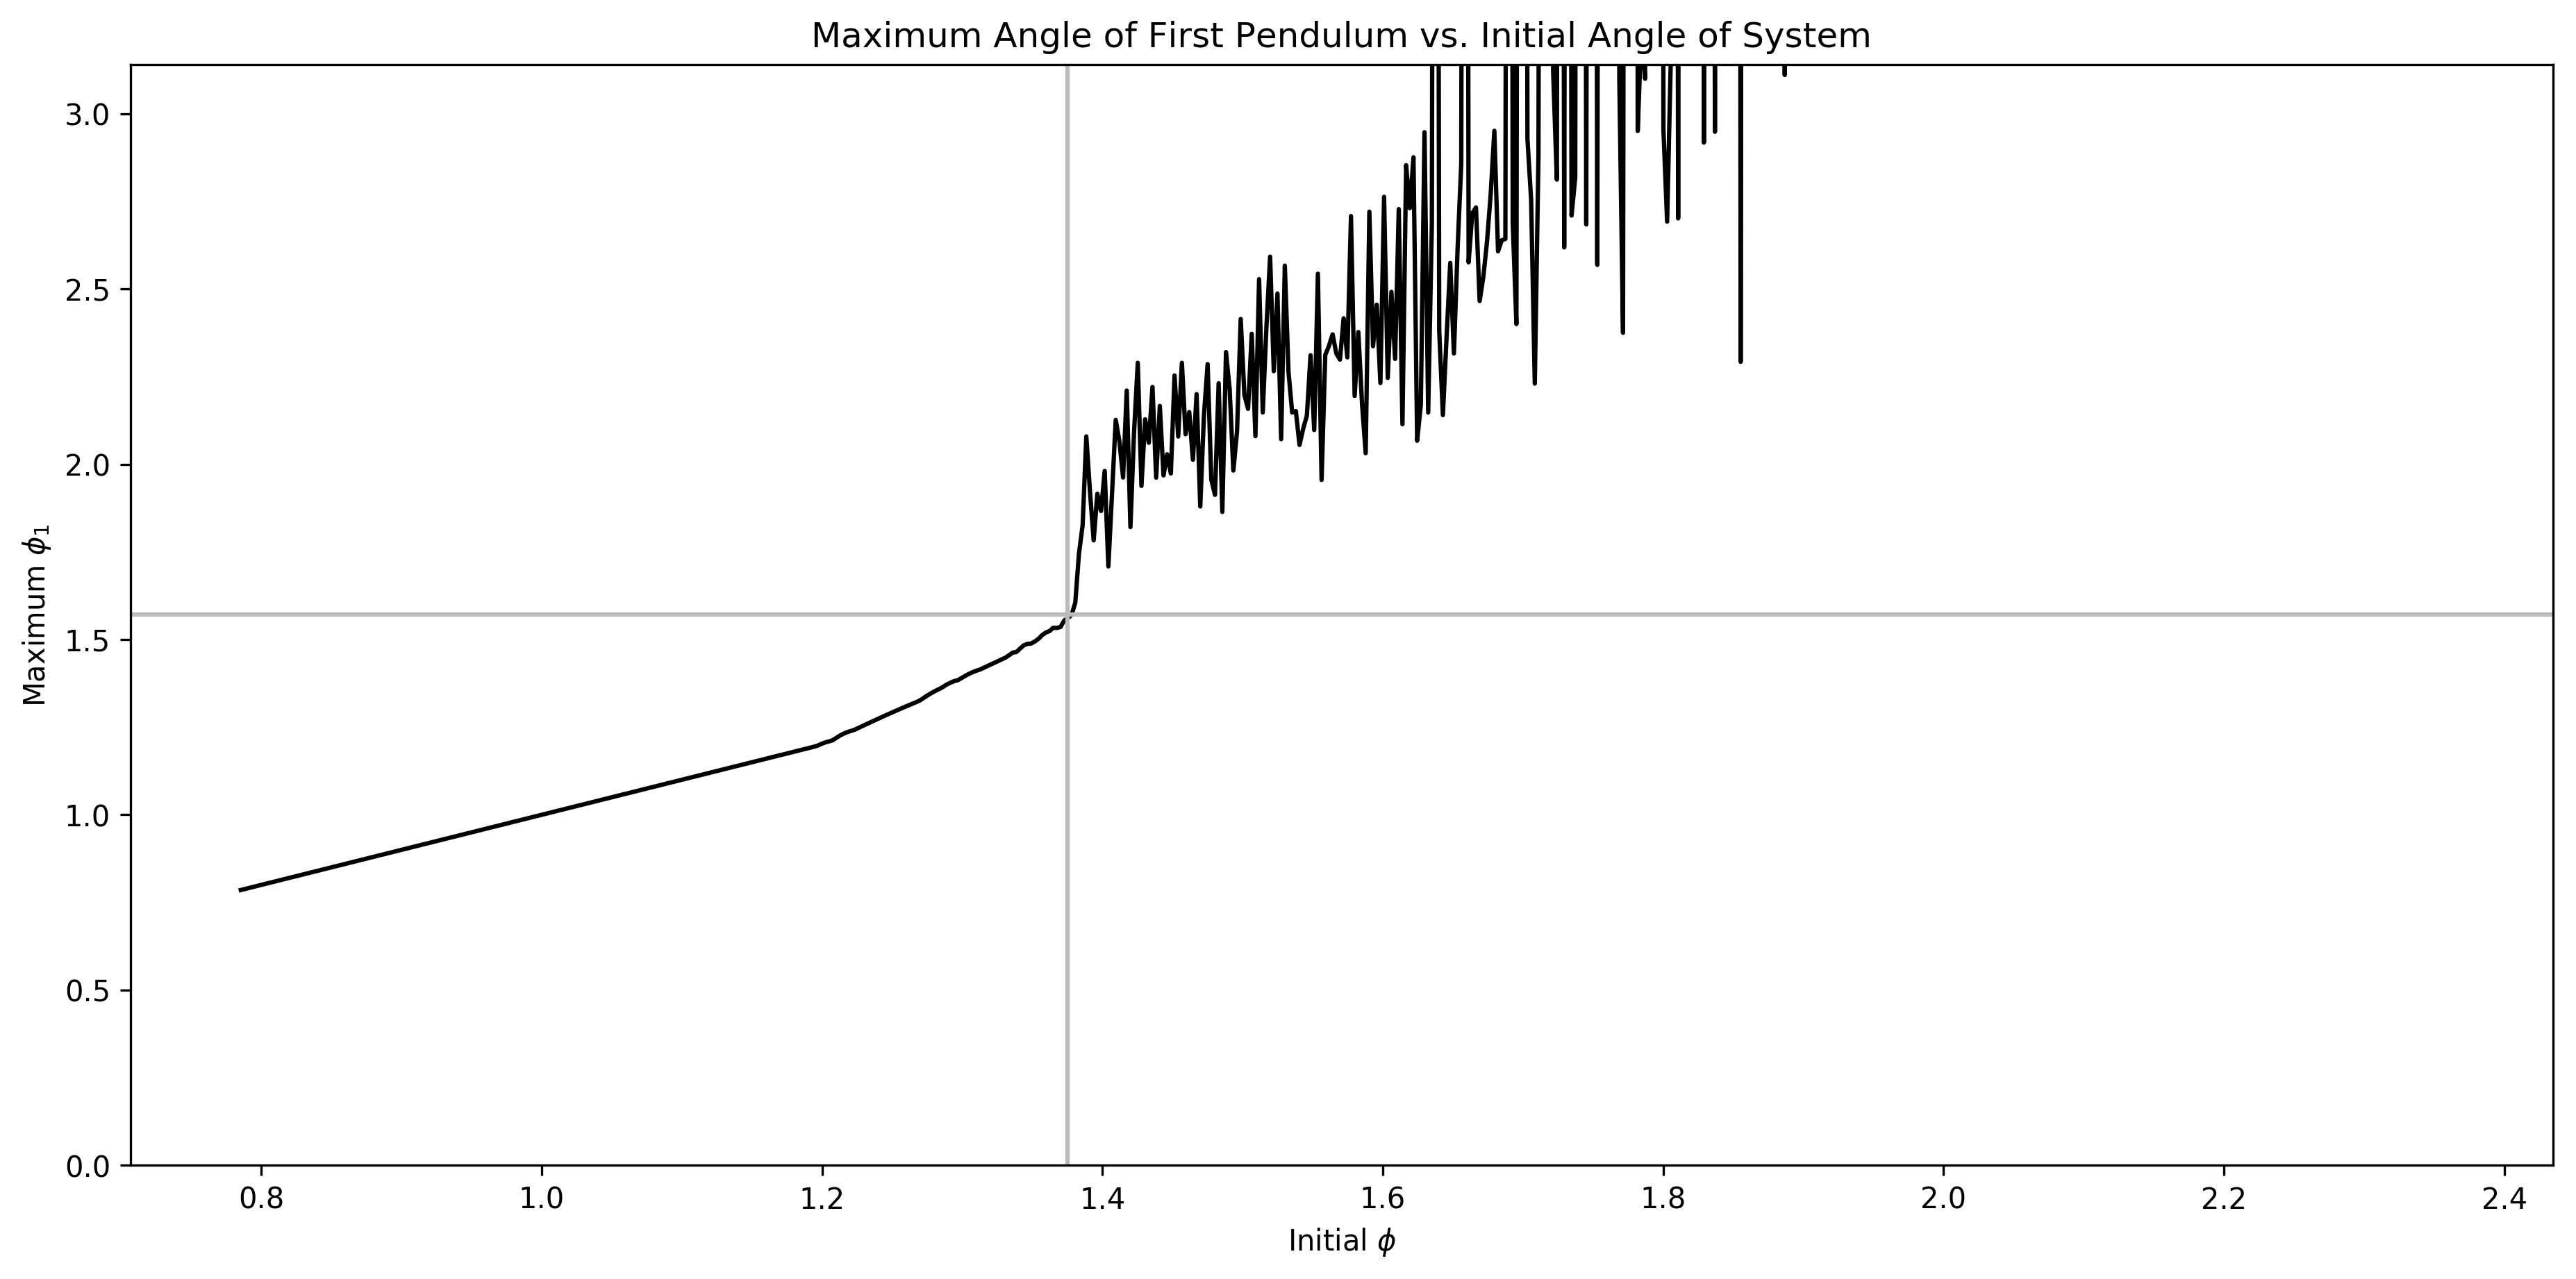 Maximum Angle of First Pendulum vs. Initial Angle of System
3.0
2.5
2.0
1.5
1.0
0.5
0.0
Maximum ϕ₁
0.8 1.0 1.2 1.4 1.6 1.8 2.0 2.2 2.4
Initial ϕ